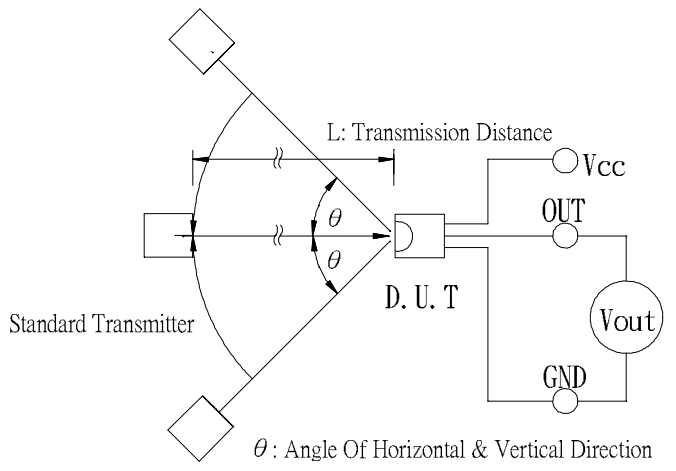 L: Transmission Distance
Vcc
OUT
θ
θ
D.U.T
Standard Transmitter
Vout
GND
θ: Angle Of Horizontal & Vertical Direction